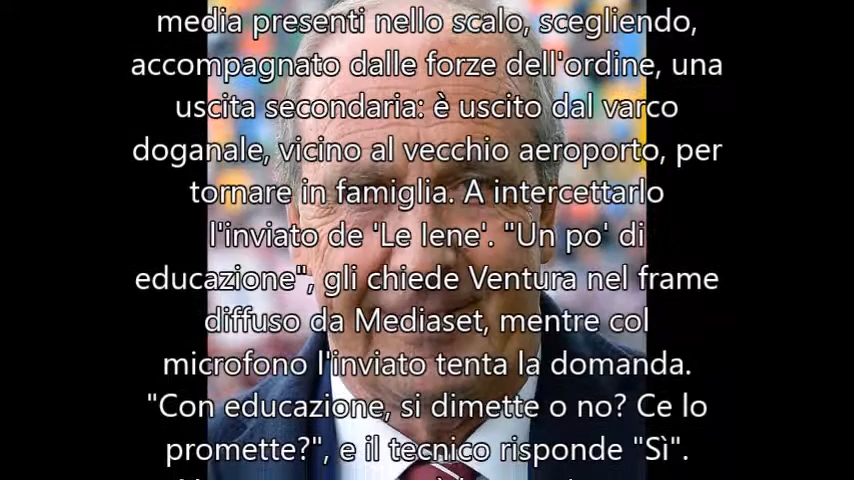 media presenti nello scalo, scegliendo,
accompagnato dalle forze dell'ordine, una
uscita secondaria: è uscito dal varco
doganale, vicino al vecchio aeroporto, per
tornare in famiglia. A intercettarlo
l'inviato de 'Le Iene'. "Un po' di
educazione", gli chiede Ventura nel frame
diffuso da Mediaset, mentre col
microfono l'inviato tenta la domanda.
"Con educazione, si dimette o no? Ce lo
promette?", e il tecnico risponde "Sì".